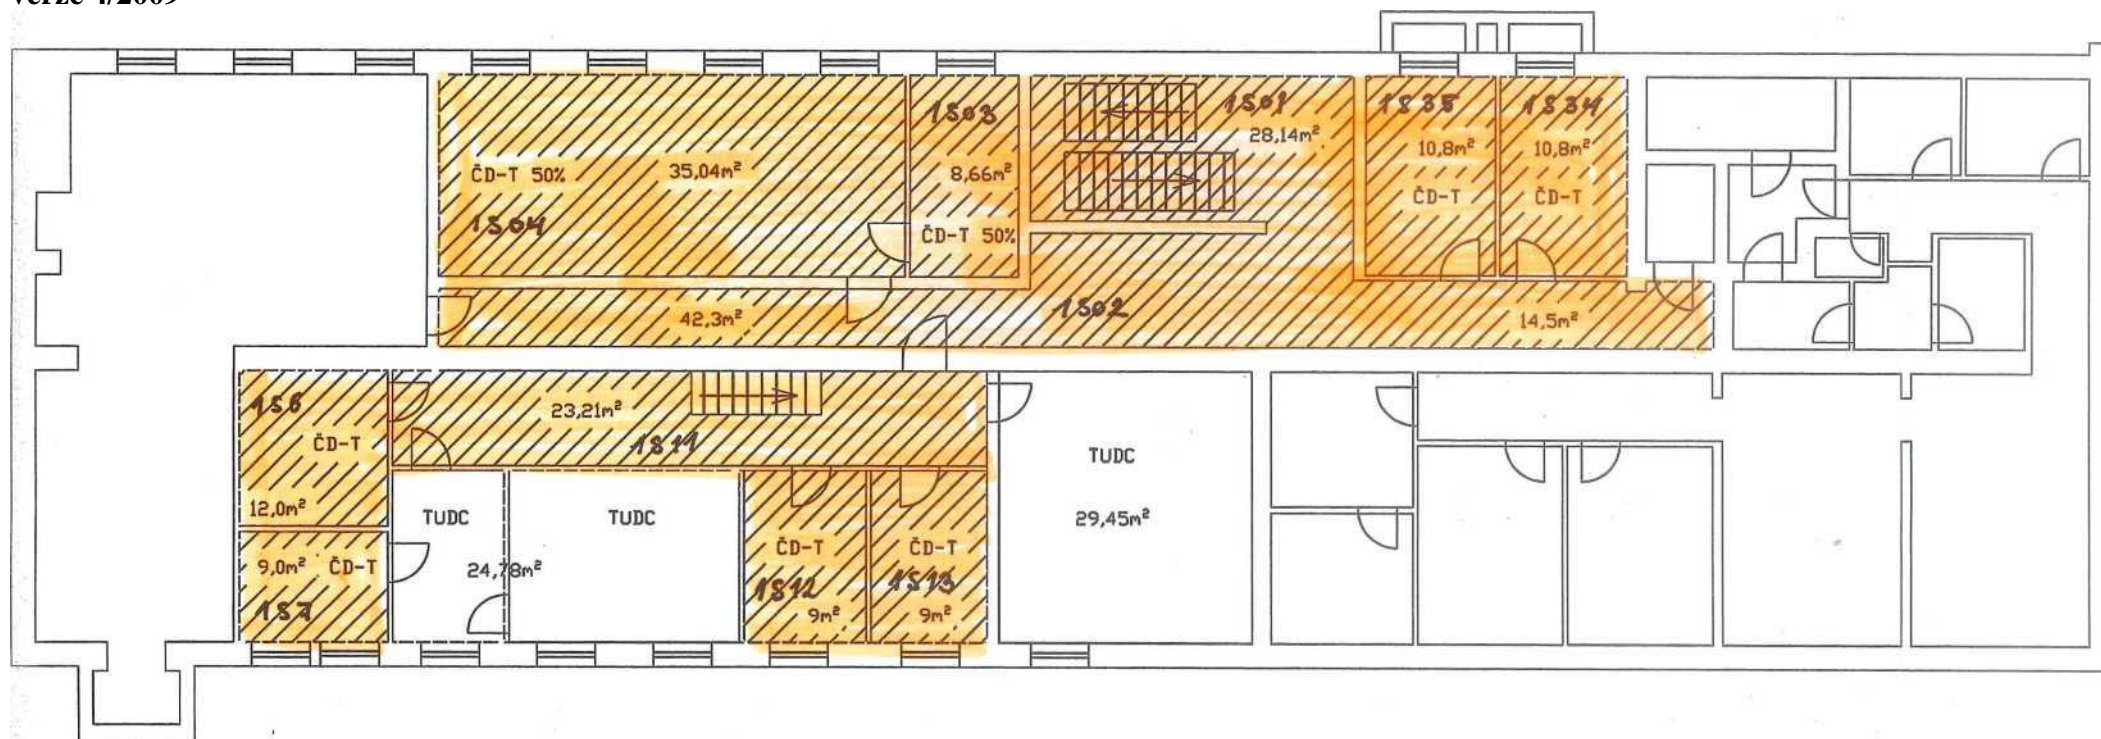 verze 4/2009
1S03
1S01
28,14m²
1S35
1S34
10,8m²
10,8m²
ČD-T 50%
35,04m²
8,66m²
ČD-T
ČD-T
1S04
ČD-T 50%
42,3m²
1S02
14,5m²
1S6
23,21m²
ČD-T
1S11
TUDC
12,0m²
TUDC
TUDC
29,45m²
ČD-T
ČD-T
9,0m² ČD-T
24,78m²
1S12
1S13
1S7
9m²
9m²